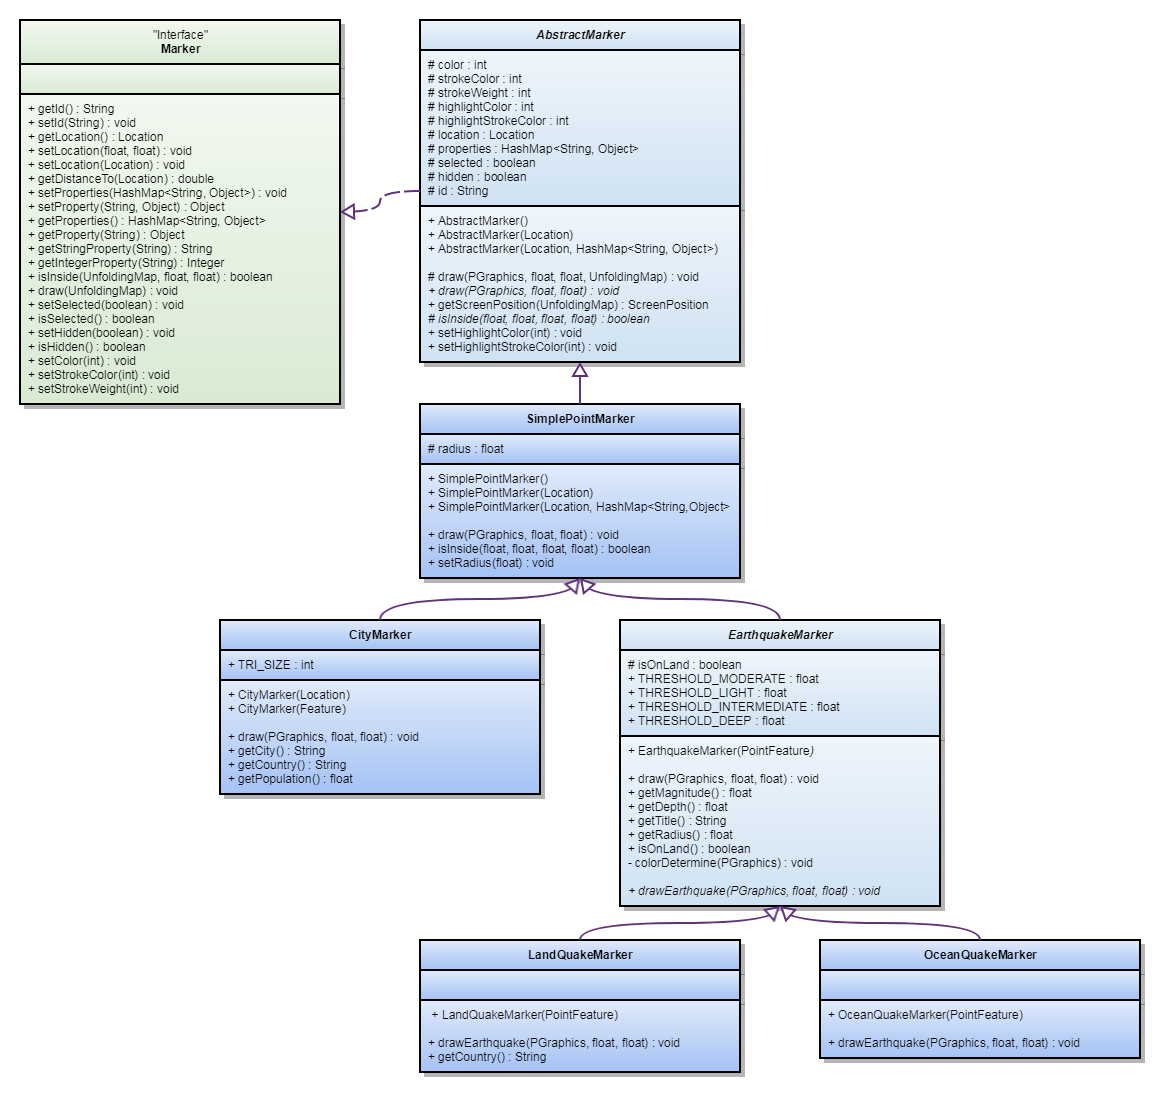 "Interface"
Marker
+ getId() : String
+ setId(String) : void
+ getLocation() : Location
+ setLocation(float, float) : void
+ setLocation(Location) : void
+ getDistanceTo(Location) : double
+ setProperties(HashMap<String, Object>) : void
+ setProperty(String, Object) : Object
+ getProperties() : HashMap<String, Object>
+ getProperty(String) : Object
+ getStringProperty(String) : String
+ getIntegerProperty(String) : Integer
+ isInside(UnfoldingMap, float, float) : boolean
+ draw(UnfoldingMap) : void
+ setSelected(boolean) : void
+ isSelected() : boolean
+ setHidden(boolean) : void
+ isHidden() : boolean
+ setColor(int) : void
+ setStrokeColor(int) : void
+ setStrokeWeight(int) : void
AbstractMarker
# color : int
# strokeColor : int
# strokeWeight : int
# highlightColor : int
# highlightStrokeColor : int
# location : Location
# properties : HashMap<String, Object>
# selected : boolean
# hidden : boolean
# id : String
+ AbstractMarker()
+ AbstractMarker(Location)
+ AbstractMarker(Location, HashMap<String, Object>)
# draw(PGraphics, float, float, UnfoldingMap) : void
+ draw(PGraphics, float, float) : void
+ getScreenPosition(UnfoldingMap) : ScreenPosition
# isInside(float, float, float, float) : boolean
+ setHighlightColor(int) : void
+ setHighlightStrokeColor(int) : void
SimplePointMarker
# radius : float
+ SimplePointMarker()
+ SimplePointMarker(Location)
+ SimplePointMarker(Location, HashMap<String,Object>
+ draw(PGraphics, float, float) : void
+ isInside(float, float, float, float) : boolean
+ setRadius(float) : void
CityMarker
+ TRI_SIZE : int
+ CityMarker(Location)
+ CityMarker(Feature)
+ draw(PGraphics, float, float) : void
+ getCity() : String
+ getCountry() : String
+ getPopulation() : float
EarthquakeMarker
# isOnLand : boolean
+ THRESHOLD_MODERATE : float
+ THRESHOLD_LIGHT : float
+ THRESHOLD_INTERMEDIATE : float
+ THRESHOLD_DEEP : float
+ EarthquakeMarker(PointFeature)
+ draw(PGraphics, float, float) : void
+ getMagnitude() : float
+ getDepth() : float
+ getTitle() : String
+ getRadius() : float
+ isOnLand() : boolean
- colorDetermine(PGraphics) : void
+ drawEarthquake(PGraphics, float, float) : void
LandQuakeMarker
+ LandQuakeMarker(PointFeature)
+ drawEarthquake(PGraphics, float, float) : void
+ getCountry() : String
OceanQuakeMarker
+ OceanQuakeMarker(PointFeature)
+ drawEarthquake(PGraphics, float, float) : void